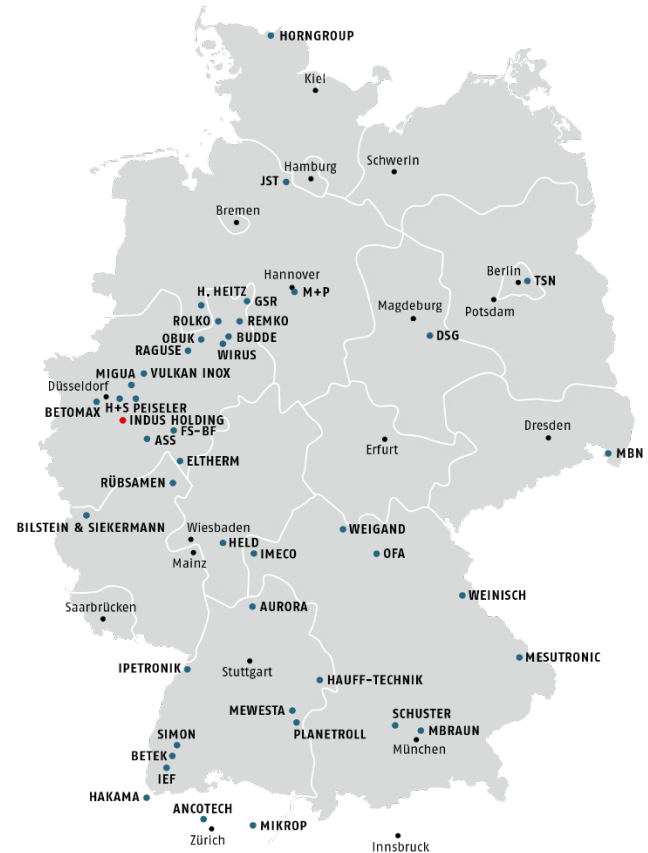 HORNGROUP
Kiel
Hamburg
Schwerin
JST
Bremen
Hannover
M+P
Berlin
TSN
Potsdam
H. HEITZ
GSR
Magdeburg
ROLKO
REMKO
OBUK
BUDDE
DSG
RAGUSE
WIRUS
MIGUA
VULKAN INOX
Düsseldorf
BETOMAX
H+S
PEISELER
INDUS HOLDING
FS-BF
ASS
Dresden
Erfurt
MBN
ELTHERM
RÜBSAMEN
BILSTEIN & SIEKERMANN
Wiesbaden
WEIGAND
HELD
IMECO
OFA
Mainz
WEINISCH
Saarbrücken
AURORA
MESUTRONIC
IPETRONIK
Stuttgart
HAUFF-TECHNIK
MEWESTA
SCHUSTER
PLANETROLL
MBRAUN
SIMON
München
BETEK
IEF
HAKAMA
ANCOTECH
MIKROP
Zürich
Innsbruck